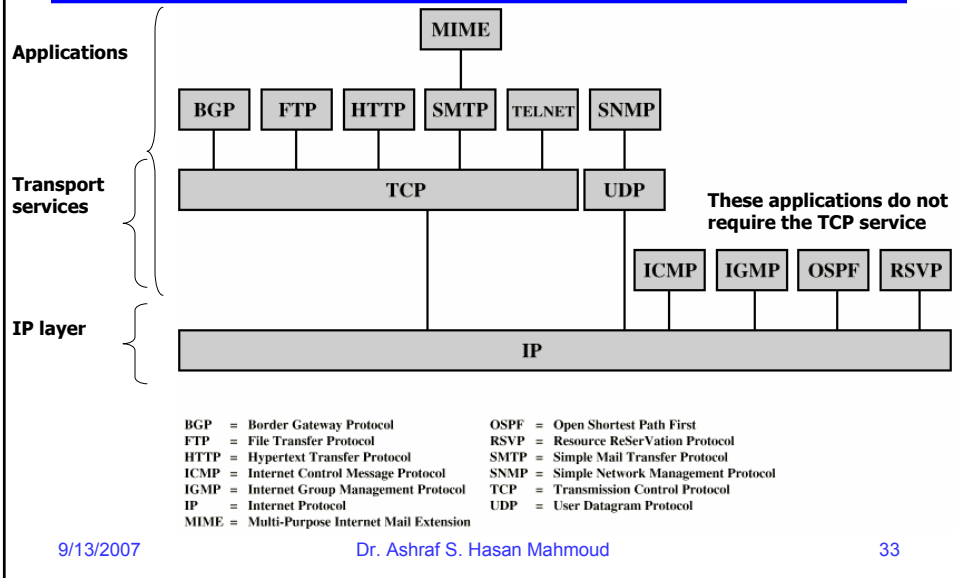 MIME
Applications
BGP FTP HTTP SMTP TELNET SNMP
Transport
services
TCP UDP
These applications do not
require the TCP service
ICMP IGMP OSPF RSVP
IP layer
IP
BGP = Border Gateway Protocol
FTP = File Transfer Protocol
HTTP = Hypertext Transfer Protocol
ICMP = Internet Control Message Protocol
IGMP = Internet Group Management Protocol
IP = Internet Protocol
MIME = Multi-Purpose Internet Mail Extension
OSPF = Open Shortest Path First
RSVP = Resource ReSerVation Protocol
SMTP = Simple Mail Transfer Protocol
SNMP = Simple Network Management Protocol
TCP = Transmission Control Protocol
UDP = User Datagram Protocol
9/13/2007 Dr. Ashraf S. Hasan Mahmoud 33